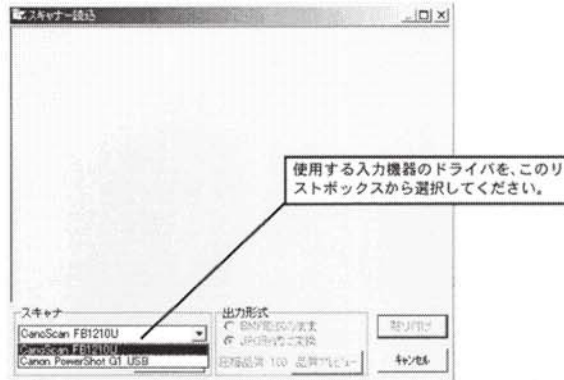 スキャナー読込
使用する入力機器のドライバを、このリ
ストボックスから選択してください。
スキャナ
CanoScan FB1210U
CanoScan FB1210U
Canon PowerShot G1 USB
出力形式
BMP形式のまま
JPG形式に変換
圧縮品質 100 品質プレビュー
貼り付け
キャンセル